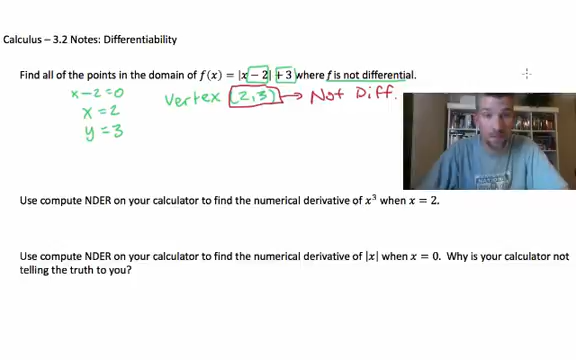 Calculus – 3.2 Notes: Differentiability
Find all of the points in the domain of f(x) = |x − 2| + 3 where f is not differential.
x−2=0 Vertex (2,3) → Not Diff.
x=2
y=3
Use compute NDER on your calculator to find the numerical derivative of x³ when x = 2.
Use compute NDER on your calculator to find the numerical derivative of |x| when x = 0. Why is your calculator not
telling the truth to you?